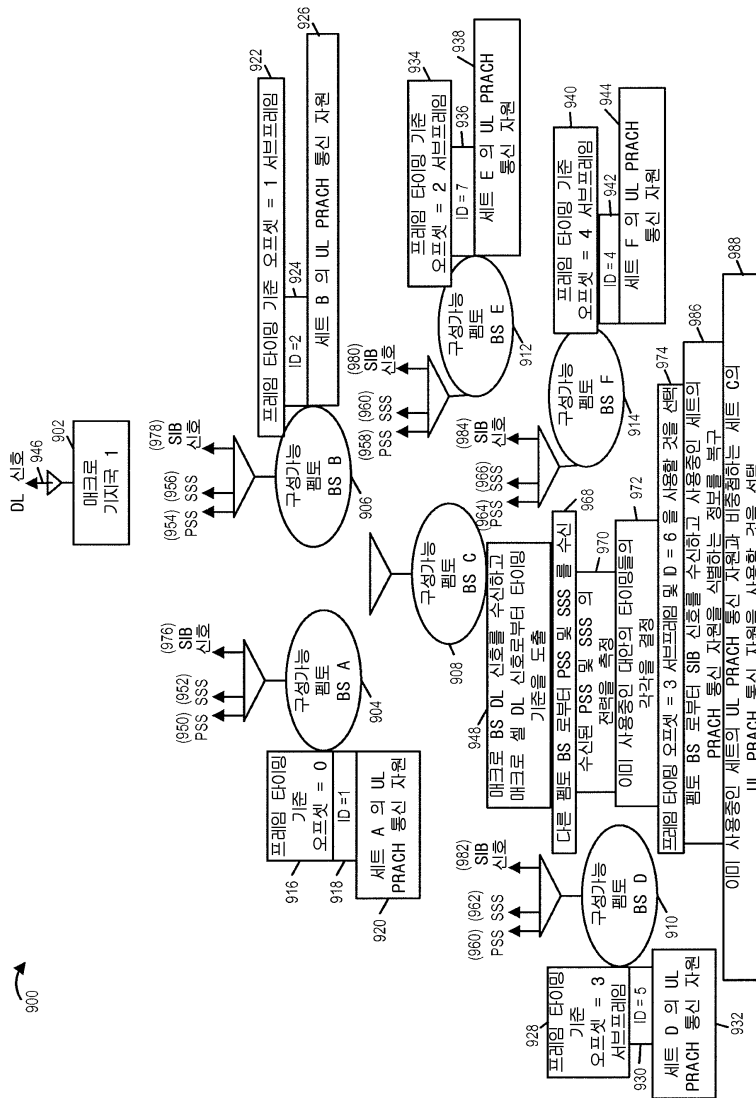 900
DL 신호
946
매크로
기지국 1
902
(950) (952)
PSS SSS
(976)
SIB
신호
구성가능
펨토
BS A
904
프레임 타이밍
기준
오프셋 = 0
916
ID =1
918
세트 A 의 UL
PRACH 통신 자원
920
(954) (956)
PSS SSS
(978)
SIB
신호
구성가능
펨토
BS B
906
프레임 타이밍 기준 오프셋 = 1 서브프레임
922
ID =2
924
세트 B 의 UL PRACH 통신 자원
926
구성가능
펨토
BS C
908
(958) (960)
PSS SSS
(980)
SIB
신호
구성가능
펨토
BS E
912
프레임 타이밍 기준
오프셋 = 2 서브프레임
934
ID = 7
936
세트 E 의 UL PRACH
통신 자원
938
(964) (966)
PSS SSS
(984)
SIB
신호
구성가능
펨토
BS F
914
프레임 타이밍 기준
오프셋 = 4 서브프레임
940
ID = 4
942
세트 F 의 UL PRACH
통신 자원
944
(960) (962)
PSS SSS
(982)
SIB
신호
구성가능
펨토
BS D
910
프레임 타이밍
기준
오프셋 = 3
서브프레임
928
ID = 5
930
세트 D 의 UL
PRACH 통신 자원
932
매크로 BS DL 신호를 수신하고
매크로 셀 DL 신호로부터 타이밍
기준을 도출
948
다른 펨토 BS 로부터 PSS 및 SSS 를 수신
968
수신된 PSS 및 SSS 의
전력을 측정
970
이미 사용중인 대안의 타이밍들의
각각을 결정
972
프레임 타이밍 오프셋 = 3 서브프레임 및 ID = 6 을 사용할 것을 선택
974
펨토 BS 로부터 SIB 신호를 수신하고 사용중인 세트의
PRACH 통신 자원을 식별하는 정보를 복구
986
이미 사용중인 세트의 UL PRACH 통신 자원과 비중첩하는 세트 C의
UL PRACH 통신 자원을 사용할 것을 선택
988